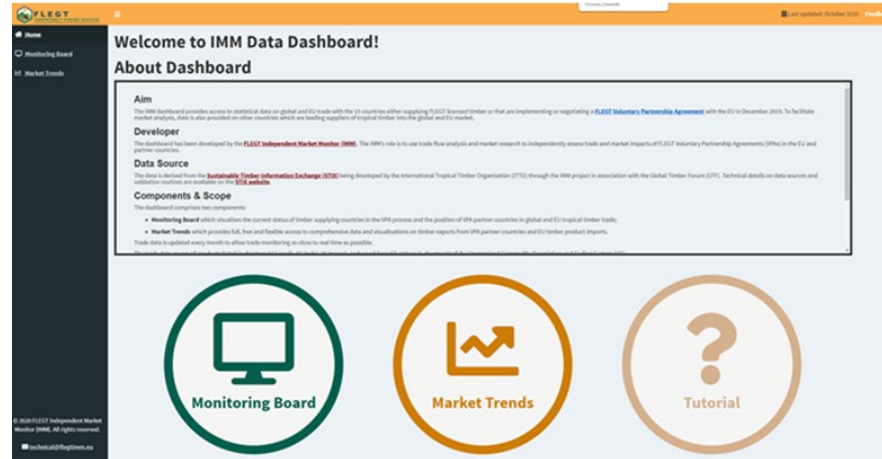 FLEGT
INDEPENDENT MARKET MONITOR
Last updated: October 2020
Home
Monitoring Board
Market Trends
Welcome to IMM Data Dashboard!
About Dashboard
Aim
The IMM dashboard provides access to statistical data on global and EU trade with the 15 countries either supplying FLEGT licensed timber or that are implementing or negotiating a FLEGT Voluntary Partnership Agreement with the EU in December 2019. To facilitate
market analysis, data is also provided on other countries which are leading suppliers of tropical timber into the global and EU market.
Developer
The dashboard has been developed by the FLEGT Independent Market Monitor (IMM). The IMM's role is to use trade flow analysis and market research to independently assess trade and market impacts of FLEGT Voluntary Partnership Agreements (VPAs) in the EU and
partner countries.
Data Source
The data is derived from the Sustainable Timber Information Exchange (STIX) being developed by the International Tropical Timber Organisation (ITTO) through the IMM project in association with the Global Timber Forum (GTF). Technical details on data sources and
validation routines are available on the STIX website.
Components & Scope
The dashboard comprises two components:
• Monitoring Board which visualises the current status of timber supplying countries in the VPA process and the position of VPA partner countries in global and EU tropical timber trade;
• Market Trends which provides full, free and flexible access to comprehensive data and visualisations on timber exports from VPA partner countries and EU timber product imports.
Trade data is updated every month to allow trade monitoring as close to real time as possible.
Monitoring Board
Market Trends
Tutorial
© 2020 FLEGT Independent Market
Monitor (IMM). All rights reserved.
technical@flegtimm.eu